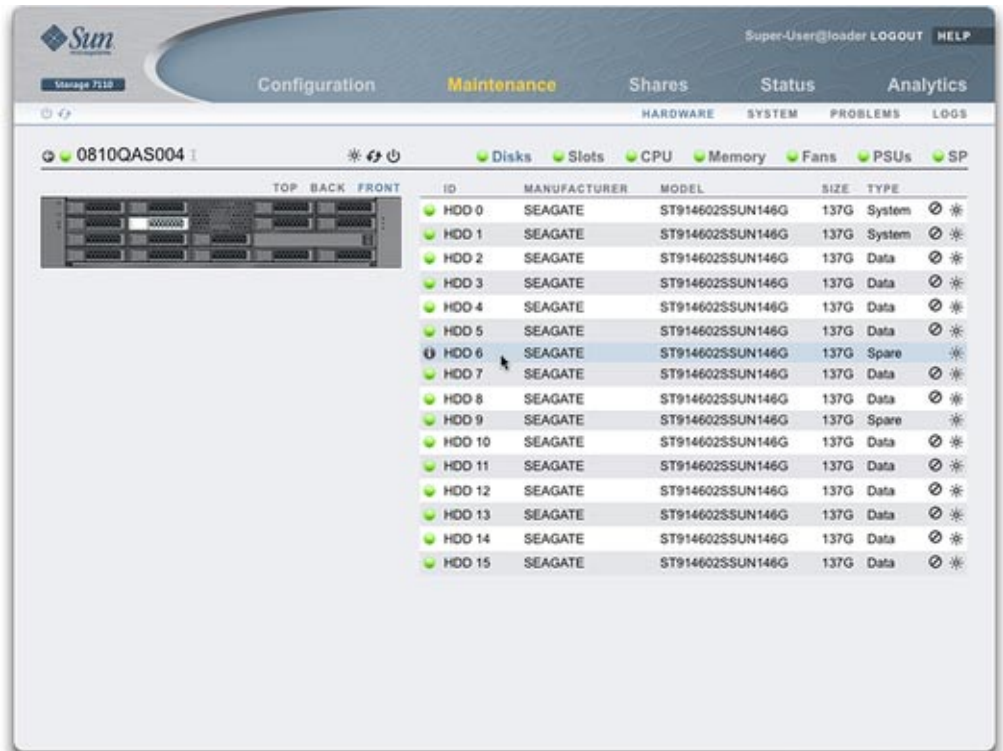 Sun
microsystems
Super-User@loader LOGOUT HELP
Storage 7110
Configuration Maintenance Shares Status Analytics
HARDWARE SYSTEM PROBLEMS LOGS
0810QAS004
Disks Slots CPU Memory Fans PSUs SP
TOP BACK FRONT
ID MANUFACTURER MODEL SIZE TYPE
HDD 0 SEAGATE ST914602SSUN146G 137G System
HDD 1 SEAGATE ST914602SSUN146G 137G System
HDD 2 SEAGATE ST914602SSUN146G 137G Data
HDD 3 SEAGATE ST914602SSUN146G 137G Data
HDD 4 SEAGATE ST914602SSUN146G 137G Data
HDD 5 SEAGATE ST914602SSUN146G 137G Data
HDD 6 SEAGATE ST914602SSUN146G 137G Spare
HDD 7 SEAGATE ST914602SSUN146G 137G Data
HDD 8 SEAGATE ST914602SSUN146G 137G Data
HDD 9 SEAGATE ST914602SSUN146G 137G Spare
HDD 10 SEAGATE ST914602SSUN146G 137G Data
HDD 11 SEAGATE ST914602SSUN146G 137G Data
HDD 12 SEAGATE ST914602SSUN146G 137G Data
HDD 13 SEAGATE ST914602SSUN146G 137G Data
HDD 14 SEAGATE ST914602SSUN146G 137G Data
HDD 15 SEAGATE ST914602SSUN146G 137G Data